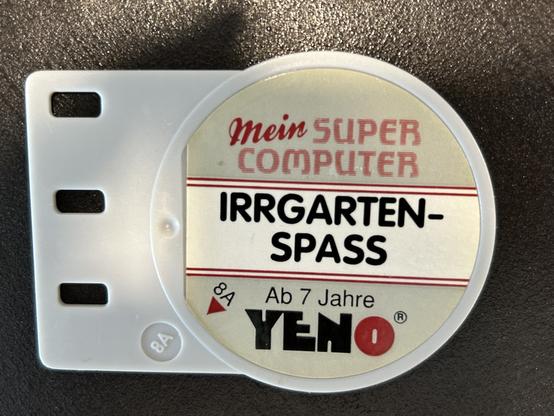 Mein SUPER
COMPUTER
IRRGARTEN-
SPASS
Ab 7 Jahre
8A
YENO®
8A